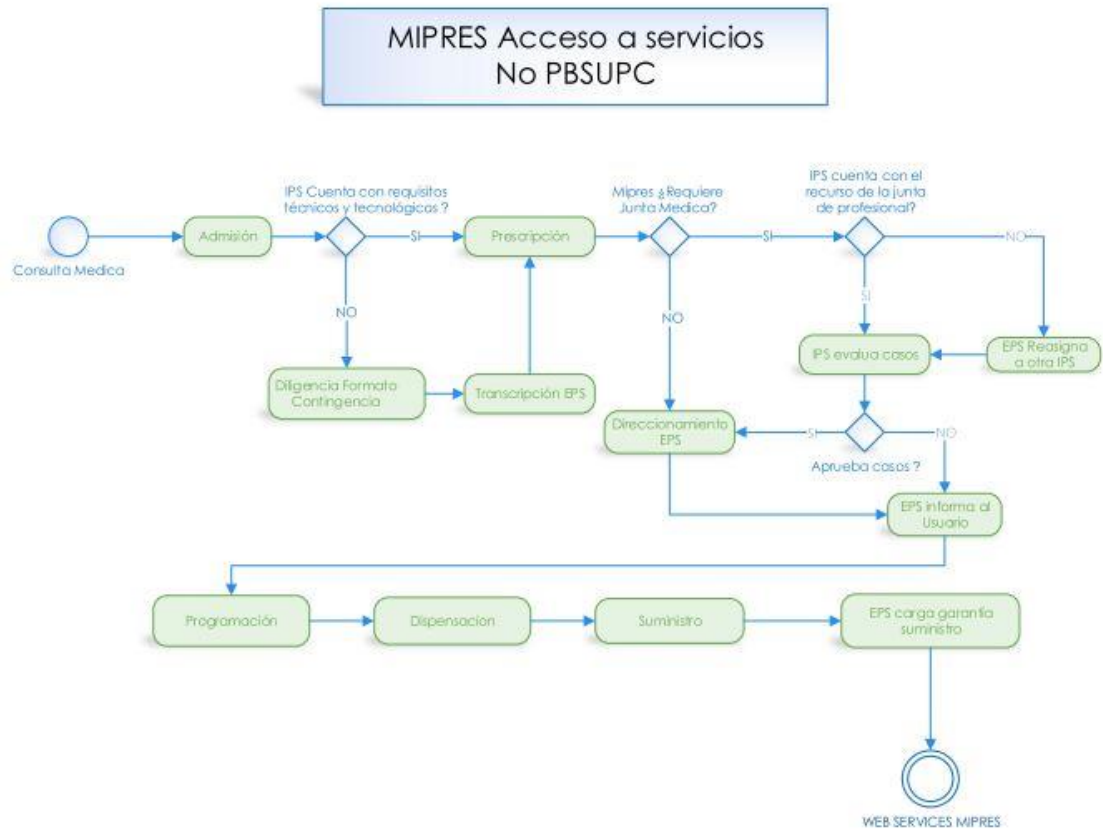 MIPRES Acceso a servicios
No PBSUPC
IPS Cuenta con requisitos
técnicos y tecnológicos ?
Mipres ¿Requiere
Junta Medica?
IPS cuenta con el
recurso de la junta
de profesional?
Consulta Medica
Admisión
SI
Prescripción
SI
NO
NO
NO
SI
IPS evalua casos
EPS Reasigna
a otra IPS
Diligencia Formato
Contingencia
Transcripción EPS
Direccionamiento
EPS
SI
NO
Aprueba casos ?
EPS informa al
Usuario
Programación
Dispensacion
Suministro
EPS carga garantía
suministro
WEB SERVICES MIPRES